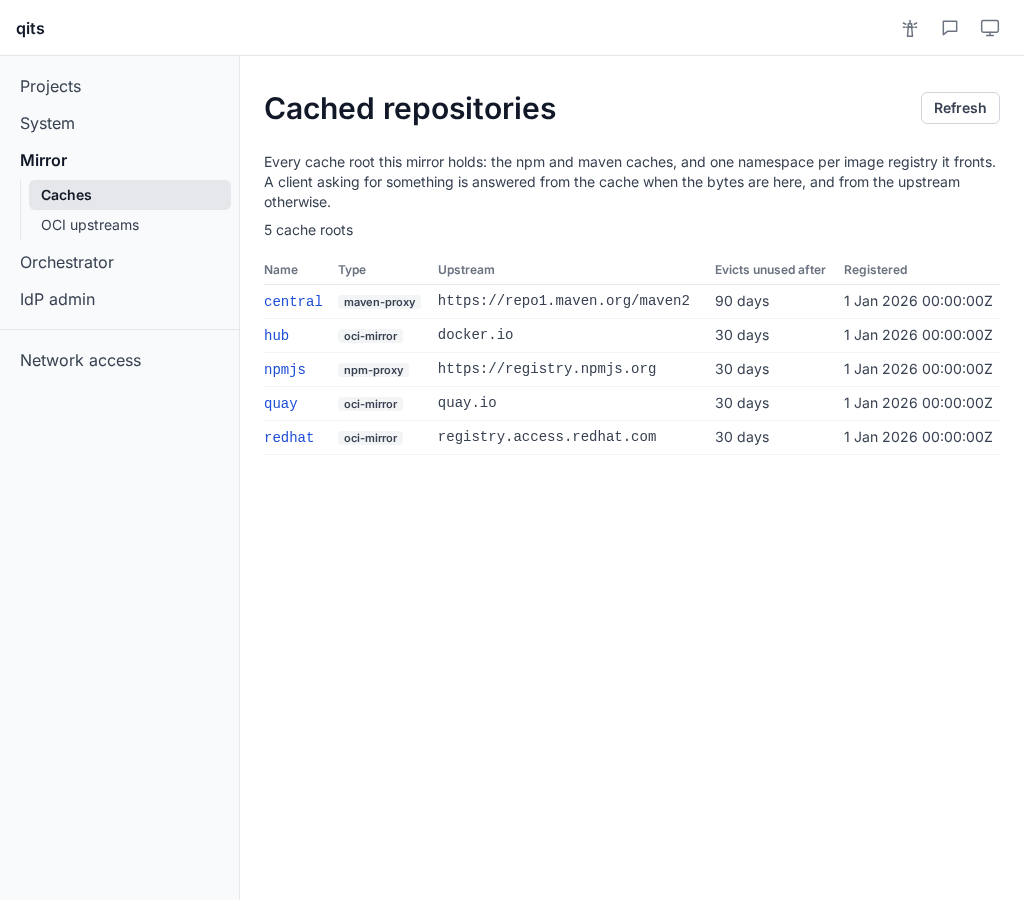 qits
Projects
System
Mirror
Caches
OCI upstreams
Orchestrator
IdP admin
Network access
Cached repositories
Refresh
Every cache root this mirror holds: the npm and maven caches, and one namespace per image registry it fronts.
A client asking for something is answered from the cache when the bytes are here, and from the upstream
otherwise.
5 cache roots
Name Type Upstream Evicts unused after Registered
central maven-proxy https://repo1.maven.org/maven2 90 days 1 Jan 2026 00:00:00Z
hub oci-mirror docker.io 30 days 1 Jan 2026 00:00:00Z
npmjs npm-proxy https://registry.npmjs.org 30 days 1 Jan 2026 00:00:00Z
quay oci-mirror quay.io 30 days 1 Jan 2026 00:00:00Z
redhat oci-mirror registry.access.redhat.com 30 days 1 Jan 2026 00:00:00Z